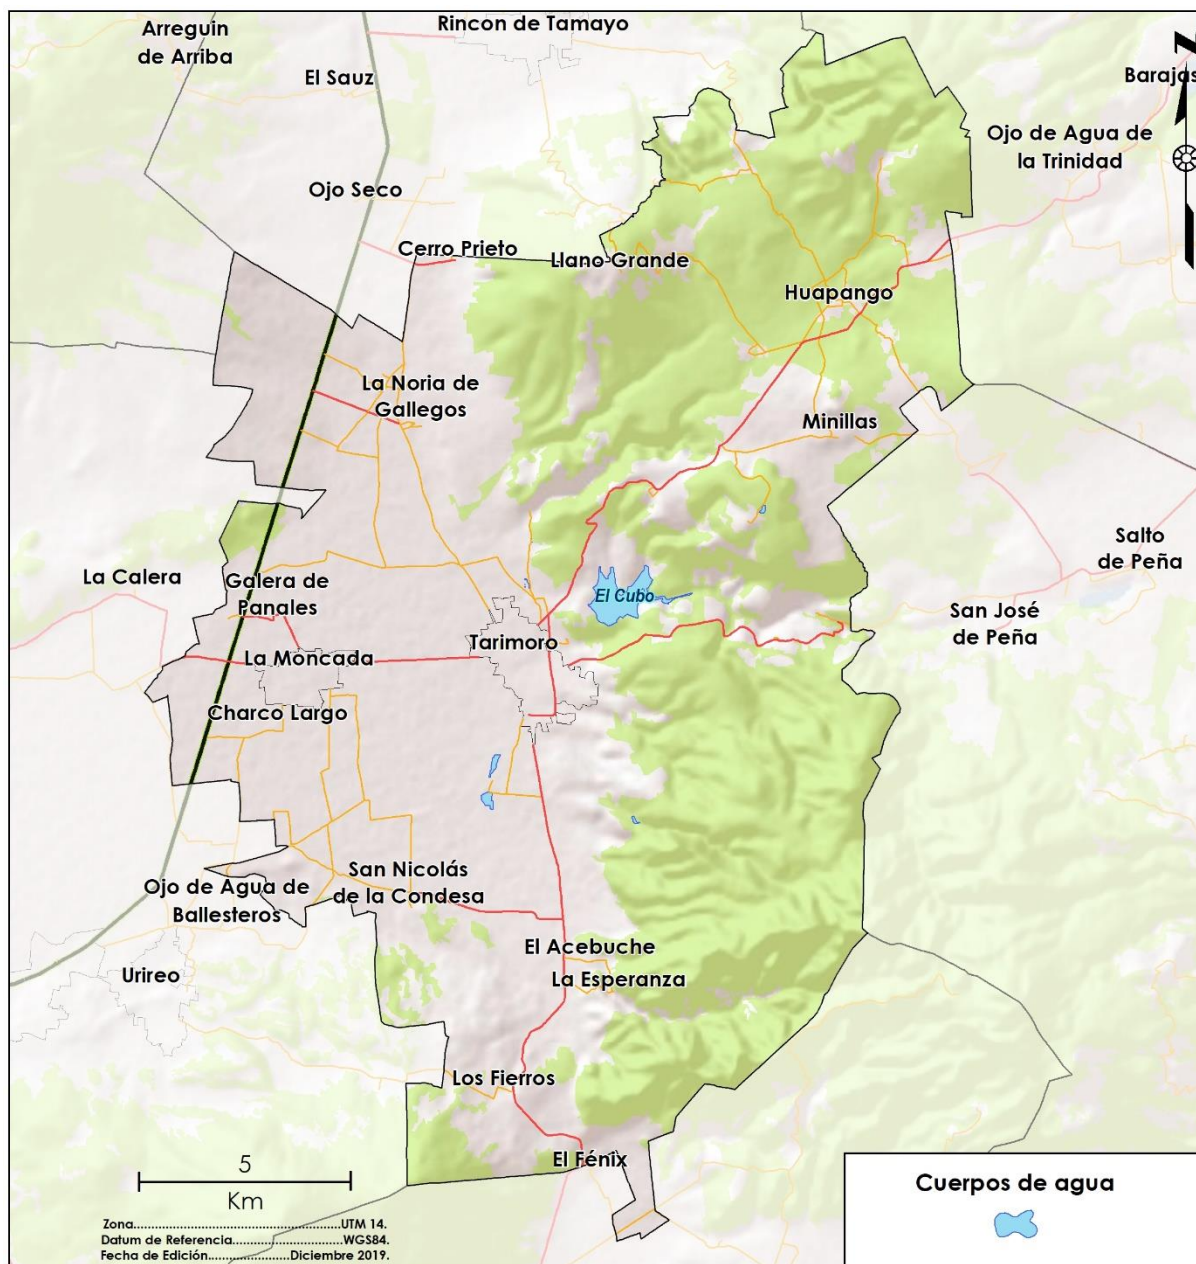 Arreguin
de Arriba
Rincon de Tamayo
El Sauz
Barajas
Ojo de Agua de
la Trinidad
Ojo Seco
Cerro Prieto
Llano Grande
Huapango
La Noria de
Gallegos
Minillas
Salto
de Peña
La Calera
Galera de
Panales
El Cubo
San José
de Peña
Tarimoro
La Moncada
Charco Largo
San Nicolás
de la Condesa
Ojo de Agua de
Ballesteros
El Acebuche
Urireo
La Esperanza
Los Fierros
El Fénix
5
Km
Cuerpos de agua
Zona..............................................UTM 14.
Datum de Referencia.....................WGS84.
Fecha de Edición................Diciembre 2019.
N